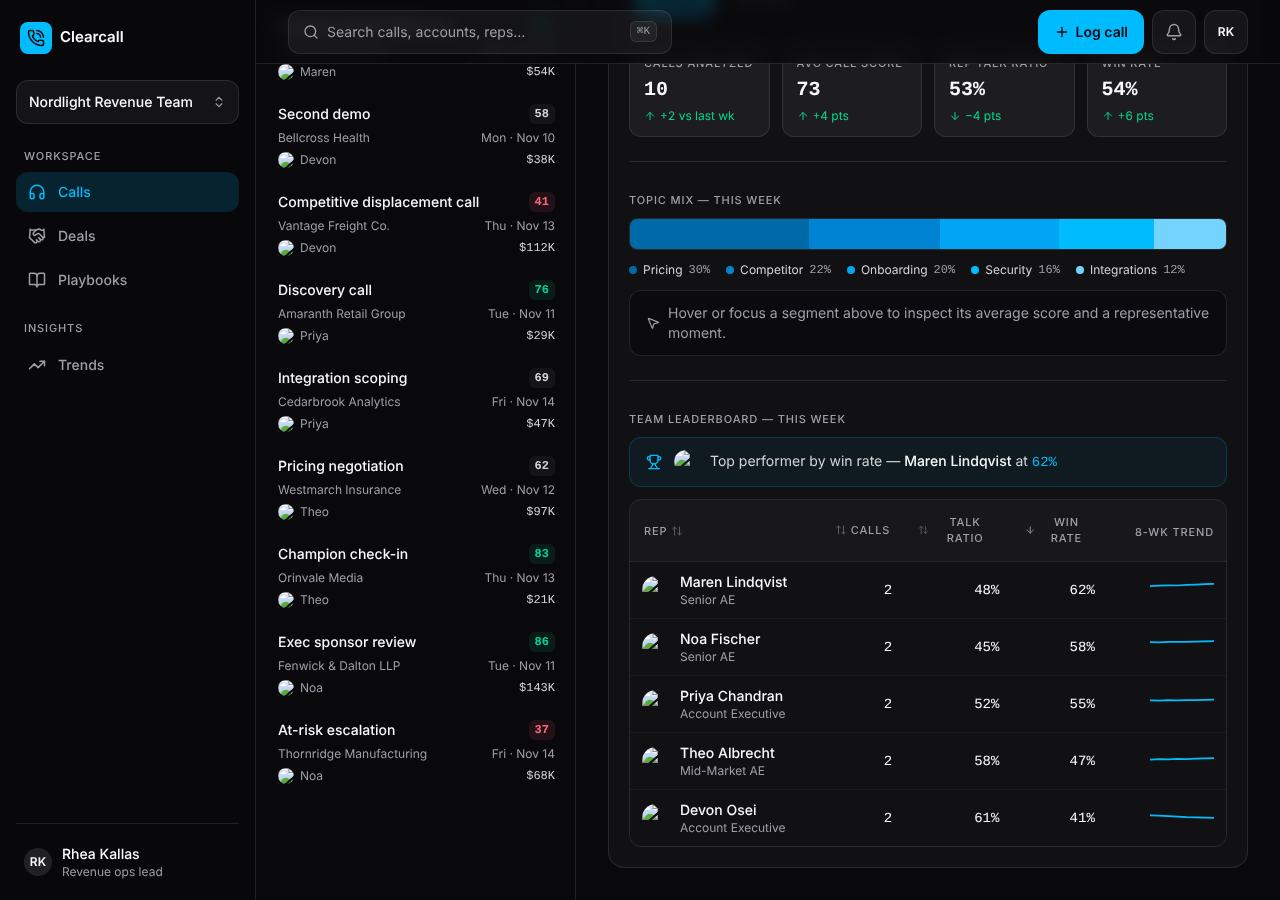 Clearcall
Search calls, accounts, reps...
⌘K
+ Log call
RK
Nordlight Revenue Team
WORKSPACE
Calls
Deals
Playbooks
INSIGHTS
Trends
RK
Rhea Kallas
Revenue ops lead
Maren $54K
Second demo 58
Bellcross Health Mon · Nov 10
Devon $38K
Competitive displacement call 41
Vantage Freight Co. Thu · Nov 13
Devon $112K
Discovery call 76
Amaranth Retail Group Tue · Nov 11
Priya $29K
Integration scoping 69
Cedarbrook Analytics Fri · Nov 14
Priya $47K
Pricing negotiation 62
Westmarch Insurance Wed · Nov 12
Theo $97K
Champion check-in 83
Orinvale Media Thu · Nov 13
Theo $21K
Exec sponsor review 86
Fenwick & Dalton LLP Tue · Nov 11
Noa $143K
At-risk escalation 37
Thornridge Manufacturing Fri · Nov 14
Noa $68K
CALLS ANALYZED AVG CALL SCORE REP TALK RATIO WIN RATE
10 73 53% 54%
↑ +2 vs last wk ↑ +4 pts ↓ −4 pts ↑ +6 pts
TOPIC MIX — THIS WEEK
Pricing 30% Competitor 22% Onboarding 20% Security 16% Integrations 12%
Hover or focus a segment above to inspect its average score and a representative
moment.
TEAM LEADERBOARD — THIS WEEK
Top performer by win rate — Maren Lindqvist at 62%
REP ↑↓ ↑↓ CALLS ↑↓ TALK RATIO ↓ WIN RATE 8-WK TREND
Maren Lindqvist 2 48% 62%
Senior AE
Noa Fischer 2 45% 58%
Senior AE
Priya Chandran 2 52% 55%
Account Executive
Theo Albrecht 2 58% 47%
Mid-Market AE
Devon Osei 2 61% 41%
Account Executive